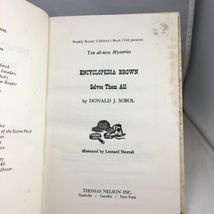 Weekly Reader Children's Book Club presents
Ten all-new Mysteries
ENCYCLOPEDIA BROWN
Solves Them All
by DONALD J. SOBOL
Illustrated by Leonard Shortall
THOMAS NELSON INC.
Nashville / Camden / New York